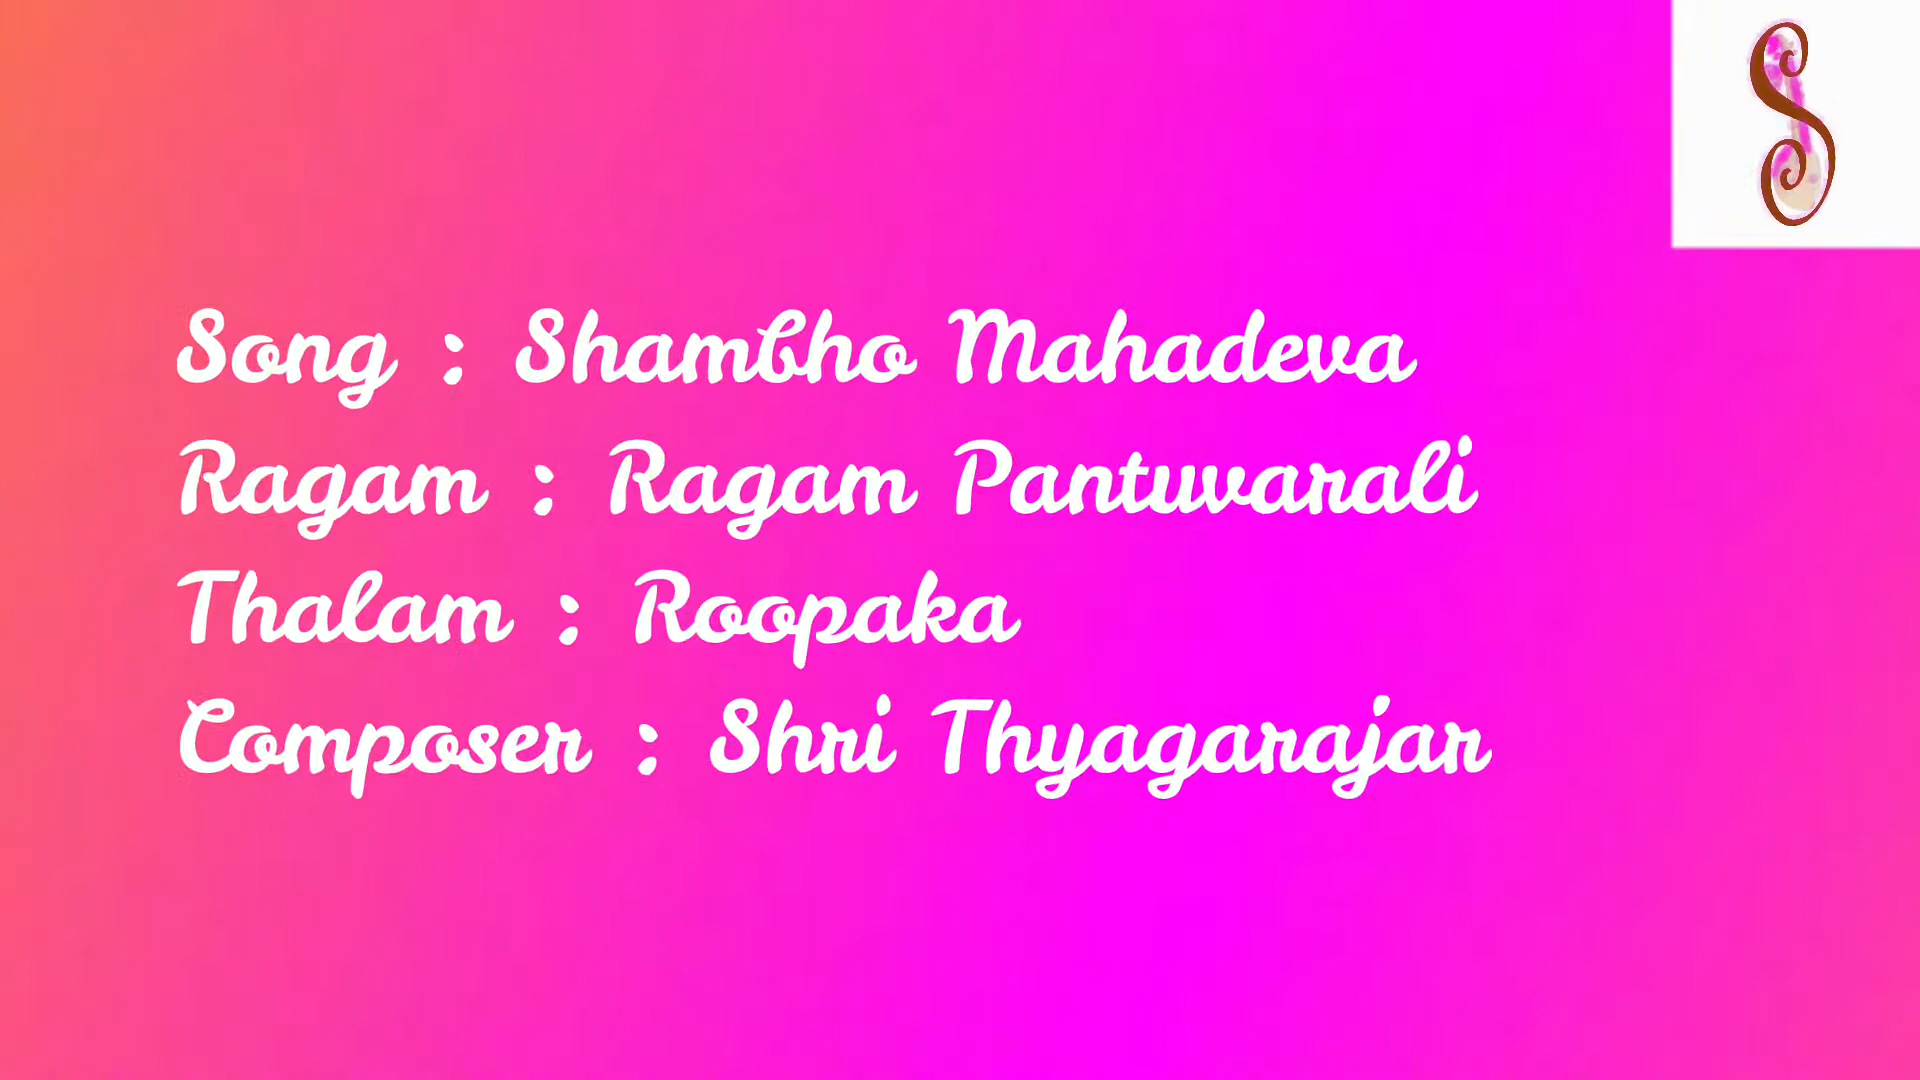 S
Song : Shambho Mahadeva
Ragam : Ragam Pantuvarali
Thalam : Roopaka
Composer : Shri Thyagarajar